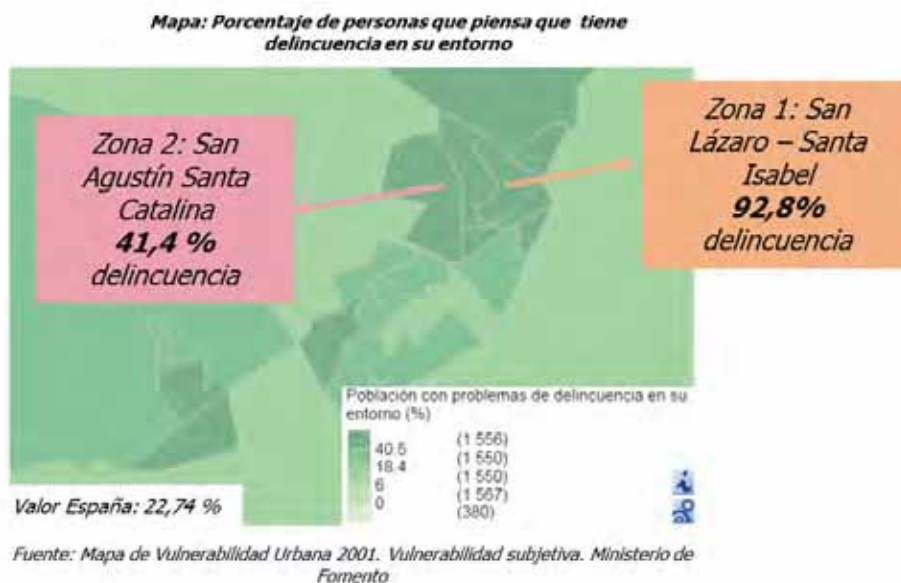 Mapa: Porcentaje de personas que piensa que tiene
delincuencia en su entorno
Zona 2: San
Agustín Santa
Catalina
41,4 %
delincuencia
Zona 1: San
Lázaro – Santa
Isabel
92,8%
delincuencia
Población con problemas de delincuencia en su
entorno (%)
40.5
18.4
6
0
(1 556)
(1 550)
(1 550)
(1 567)
(380)
Valor España: 22,74 %
Fuente: Mapa de Vulnerabilidad Urbana 2001. Vulnerabilidad subjetiva. Ministerio de
Fomento